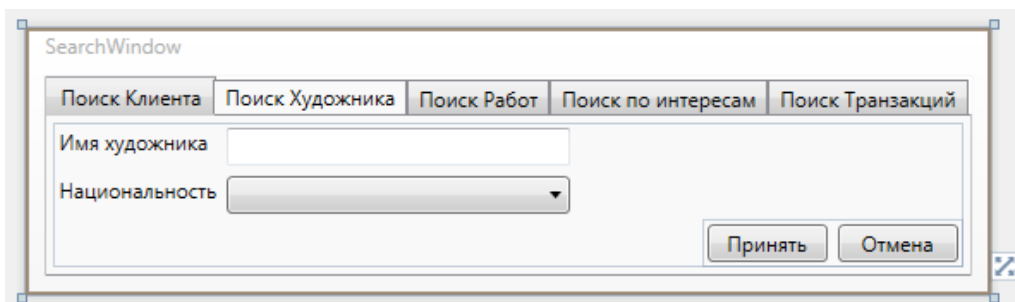 SearchWindow
Поиск Клиента Поиск Художника Поиск Работ Поиск по интересам Поиск Транзакций
Имя художника
Национальность
Принять Отмена